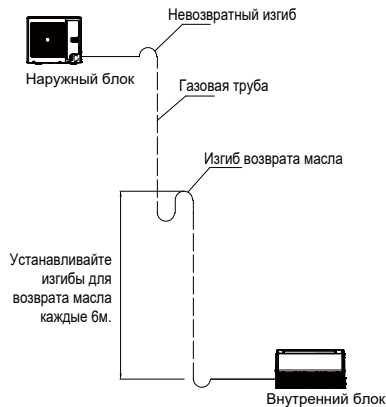 Невозвратный изгиб
Наружный блок
Газовая труба
Изгиб возврата масла
Устанавливайте
изгибы для
возврата масла
каждые 6м.
Внутренний блок